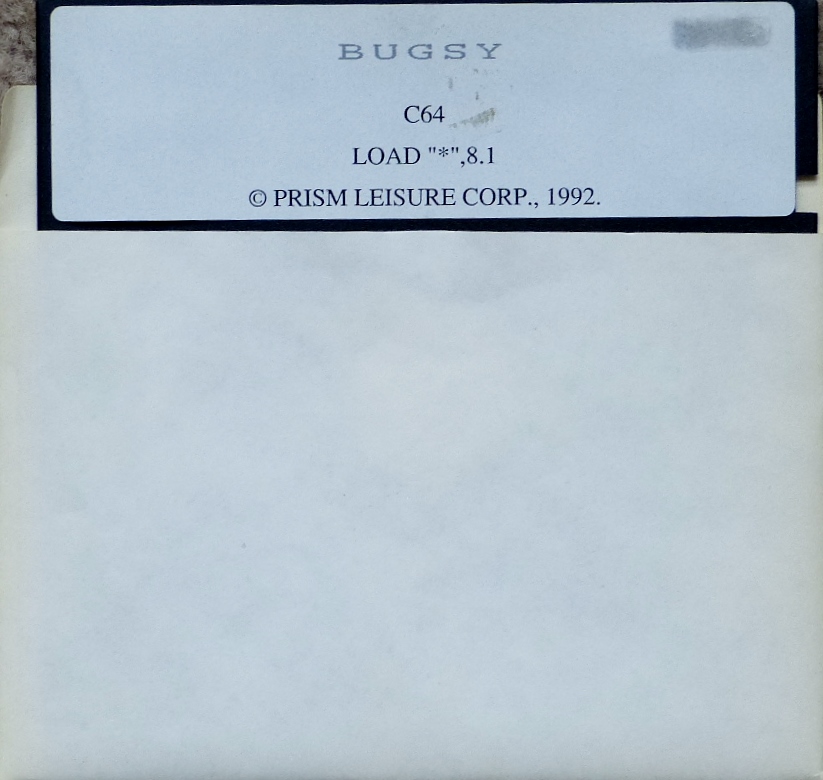 BUGSY
C64
LOAD "*",8.1
© PRISM LEISURE CORP., 1992.